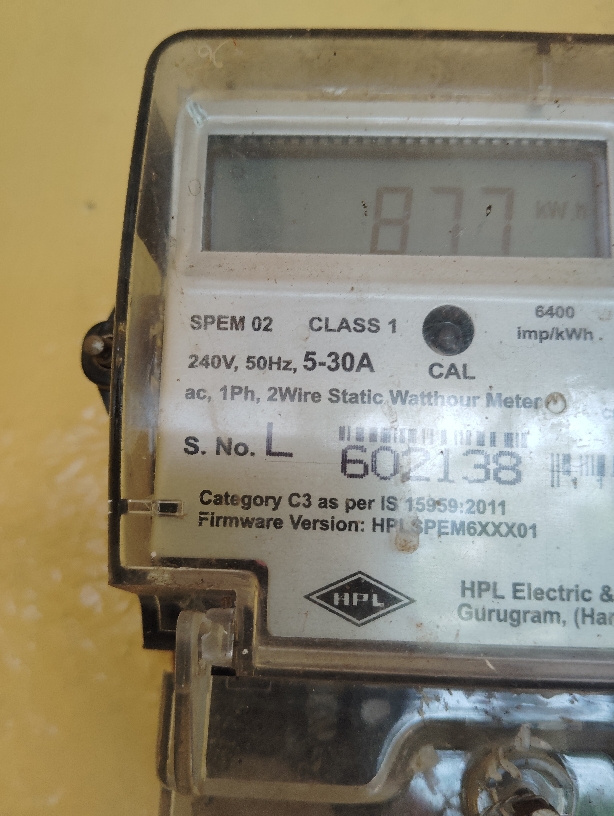 877 kWh
SPEM 02 CLASS 1
6400
imp/kWh
240V, 50Hz, 5-30A
CAL
ac, 1Ph, 2Wire Static Watthour Meter
S. No. L 602138
Category C3 as per IS 15959:2011
Firmware Version: HPLSPEM6XXX01
HPL
HPL Electric &
Gurugram, (Har